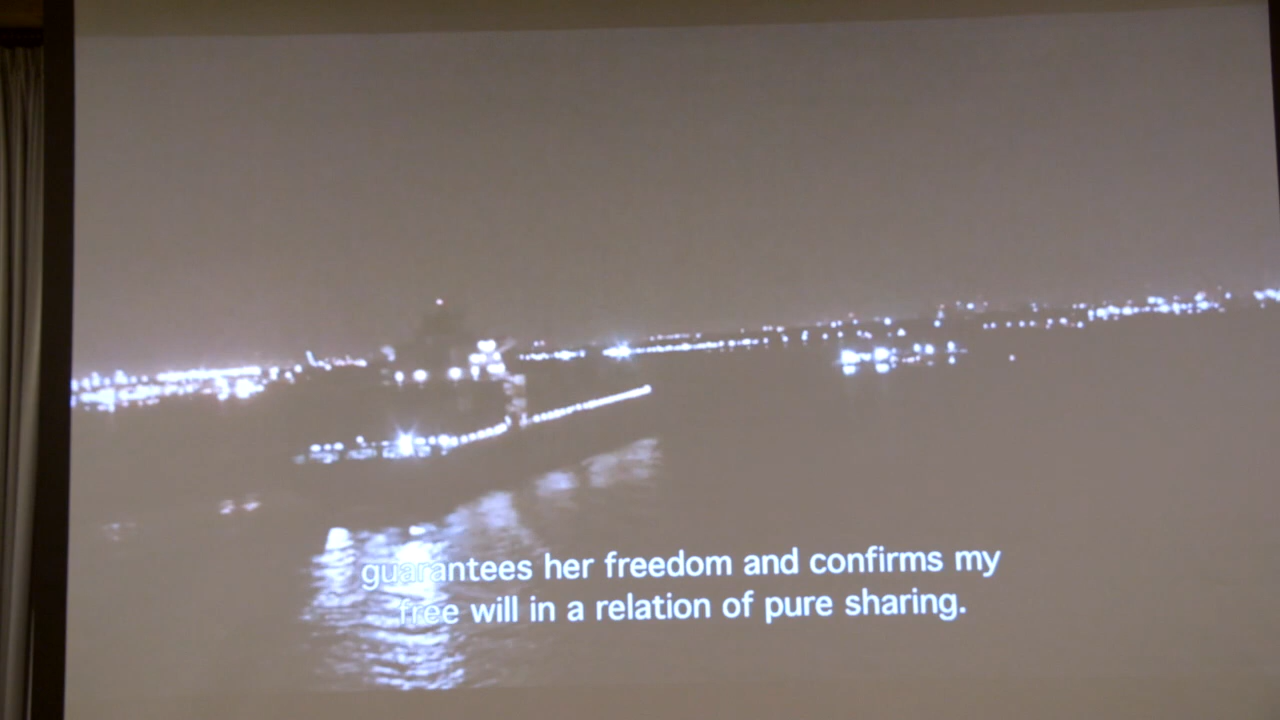 guarantees her freedom and confirms my
free will in a relation of pure sharing.